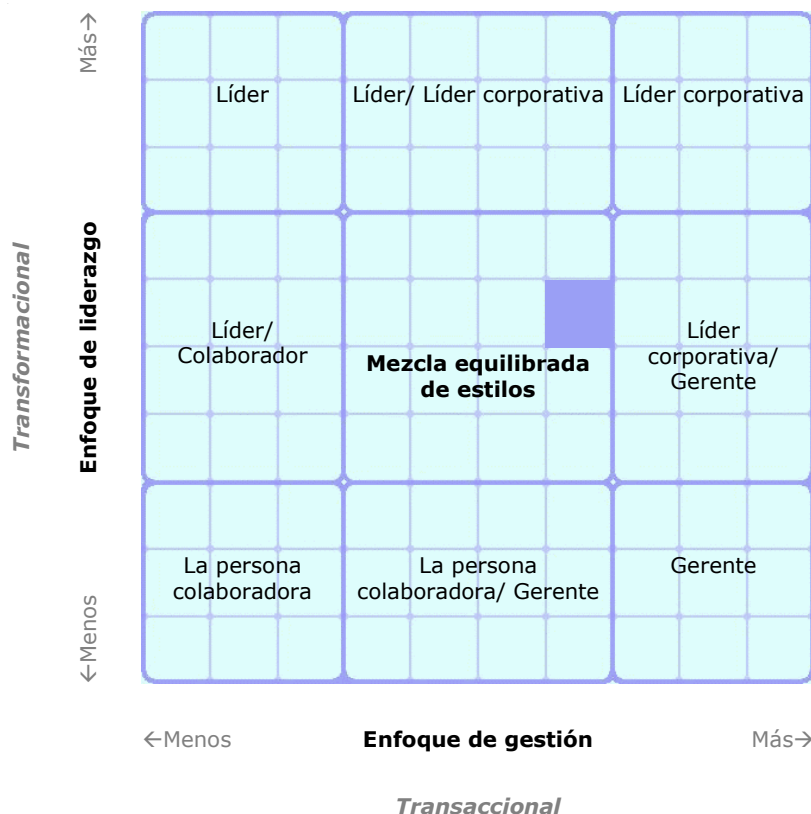 Más→
Líder
Líder/ Líder corporativa
Líder corporativa
Transformacional
Enfoque de liderazgo
Líder/
Colaborador
Mezcla equilibrada
de estilos
Líder
corporativa/
Gerente
La persona
colaboradora
La persona
colaboradora/ Gerente
Gerente
←Menos
←Menos
Enfoque de gestión
Más→
Transaccional